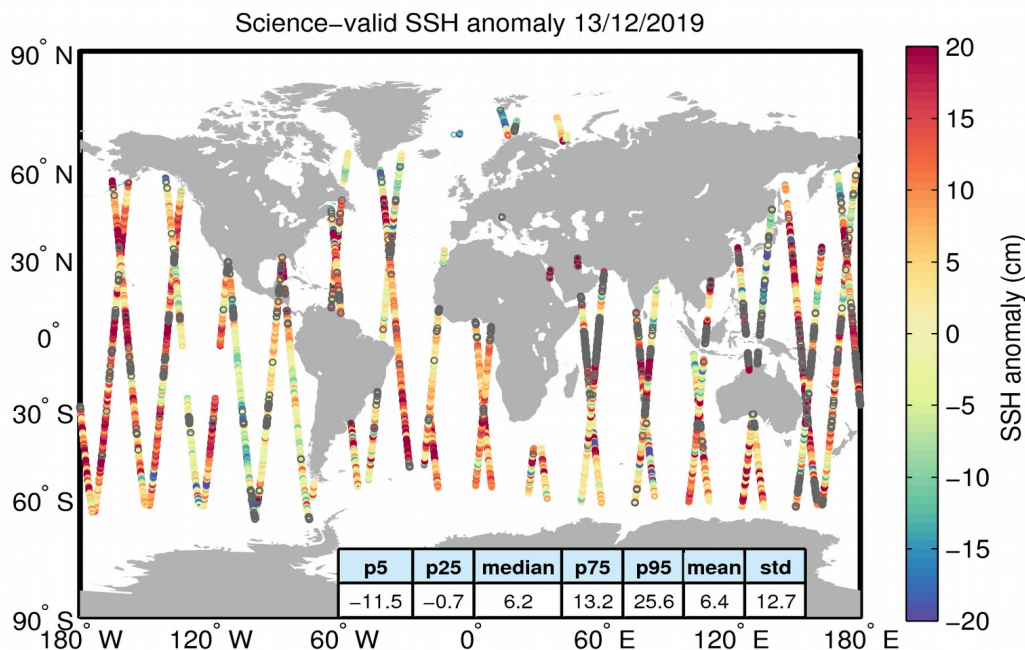 Science−valid SSH anomaly 13/12/2019
90° N
60° N
30° N
0°
30° S
60° S
90° S
180° W
120° W
60° W
0°
60° E
120° E
180° E
p5 p25 median p75 p95 mean std
−11.5 −0.7 6.2 13.2 25.6 6.4 12.7
20
15
10
5
0
−5
−10
−15
−20
SSH anomaly (cm)